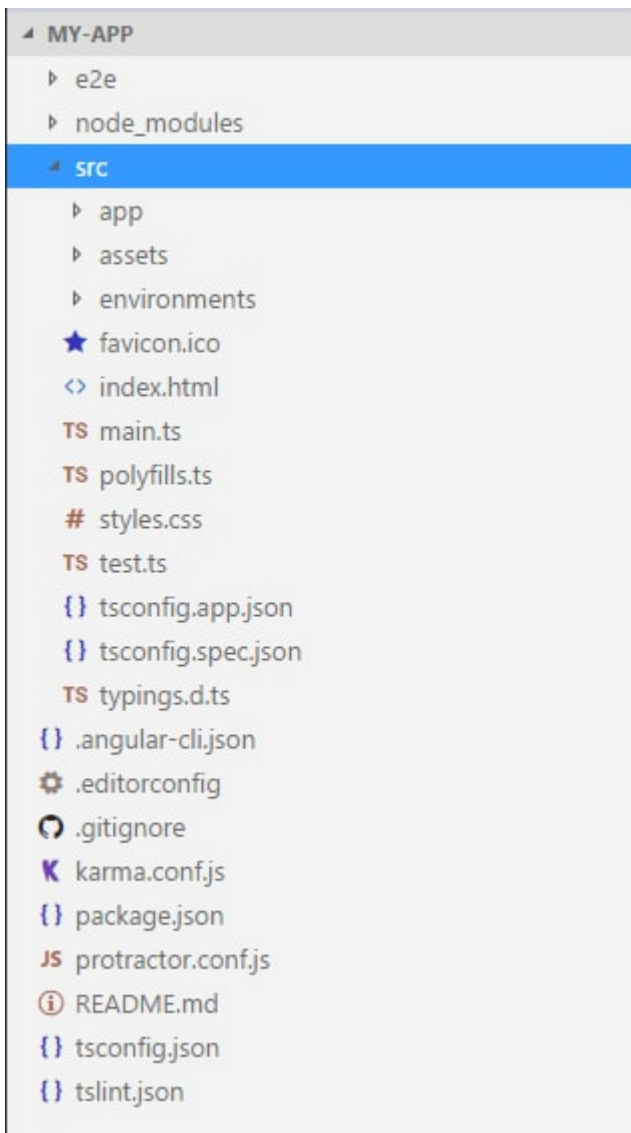 MY-APP
e2e
node_modules
src
app
assets
environments
favicon.ico
<> index.html
TS main.ts
TS polyfills.ts
# styles.css
TS test.ts
{} tsconfig.app.json
{} tsconfig.spec.json
TS typings.d.ts
{} .angular-cli.json
.editorconfig
.gitignore
K karma.conf.js
{} package.json
JS protractor.conf.js
README.md
{} tsconfig.json
{} tslint.json